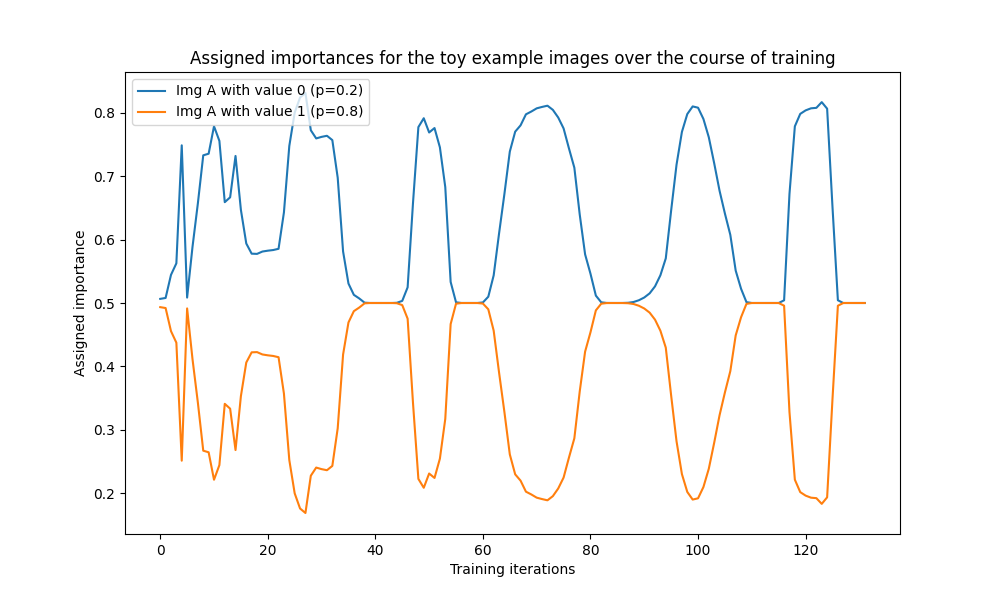 Assigned importances for the toy example images over the course of training
Img A with value 0 (p=0.2)
Img A with value 1 (p=0.8)
Assigned importance
0.8
0.7
0.6
0.5
0.4
0.3
0.2
0 20 40 60 80 100 120
Training iterations